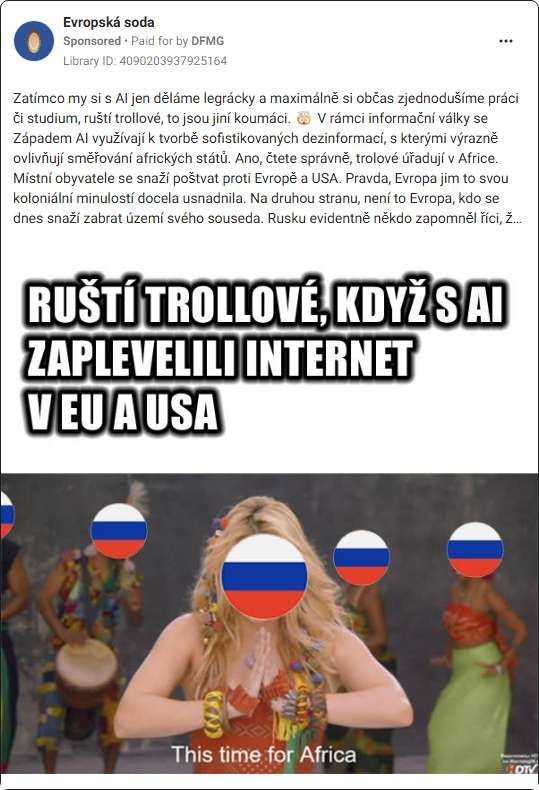 Evropská soda
Sponsored • Paid for by DFMG
Library ID: 4090203937925164
Zatímco my si s AI jen děláme legrácky a maximálně si občas zjednodušíme práci
či studium, ruští trollové, to jsou jiní koumáci. 🤯 V rámci informační války se
Západem AI využívají k tvorbě sofistikovaných dezinformací, s kterými výrazně
ovlivňují směřování afrických států. Ano, čtete správně, trolové úřadují v Africe.
Místní obyvatele se snaží poštvat proti Evropě a USA. Pravda, Evropa jim to svou
koloniální minulostí docela usnadnila. Na druhou stranu, není to Evropa, kdo se
dnes snaží zabrat území svého souseda. Rusku evidentně někdo zapomněl říci, ž...
RUŠTÍ TROLLOVÉ, KDYŽ S AI
ZAPLEVELILI INTERNET
V EU A USA
This time for Africa